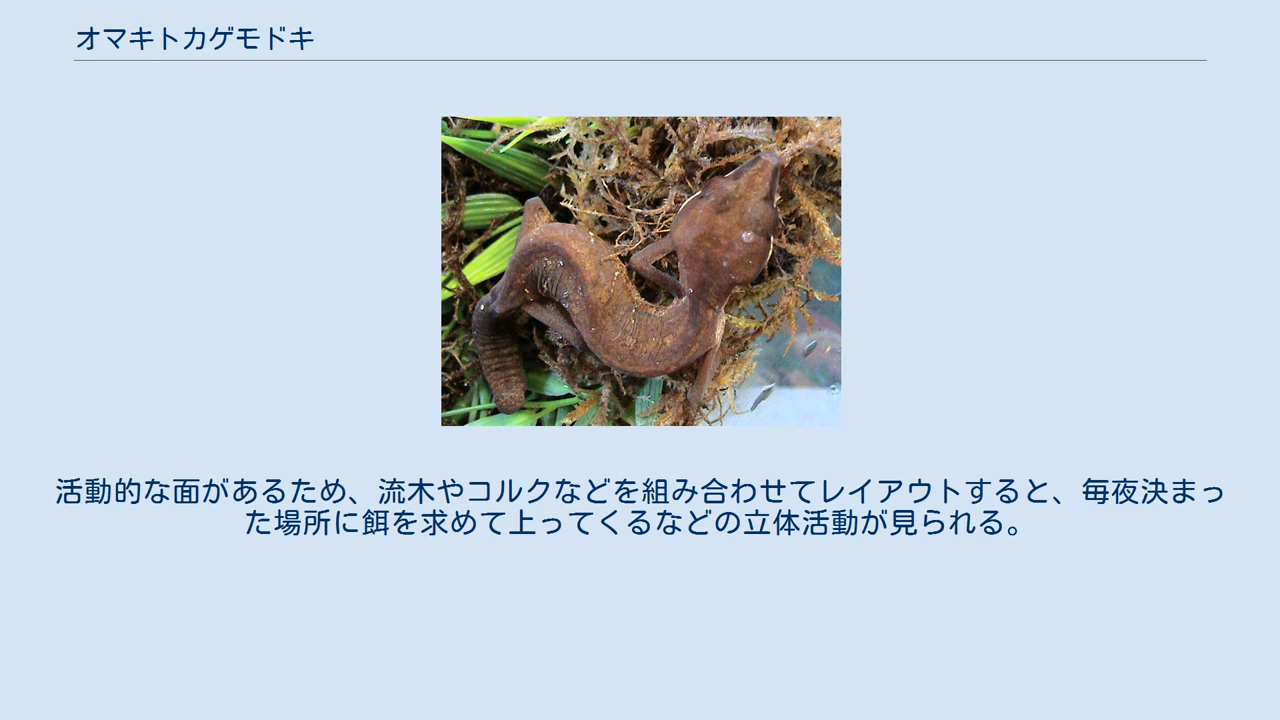 オマキトカゲモドキ
活動的な面があるため、流木やコルクなどを組み合わせてレイアウトすると、毎夜決まっ
た場所に餌を求めて上ってくるなどの立体活動が見られる。